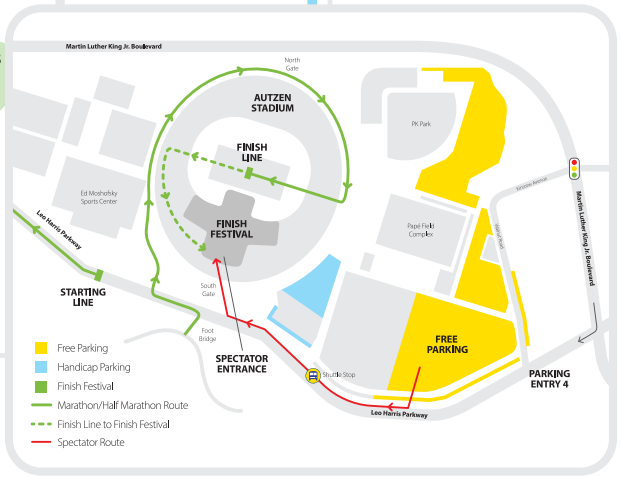 Martin Luther King Jr. Boulevard
North
Gate
AUTZEN
STADIUM
PK Park
FINISH
LINE
Ed Moshofsky
Sports Center
Leo Harris Parkway
FINISH
FESTIVAL
Papé Field
Complex
Martin Luther King Jr. Boulevard
STARTING
LINE
South
Gate
Foot
Bridge
SPECTATOR
ENTRANCE
FREE
PARKING
PARKING
ENTRY 4
Shuttle Stop
Leo Harris Parkway
Free Parking
Handicap Parking
Finish Festival
Marathon/Half Marathon Route
Finish Line to Finish Festival
Spectator Route